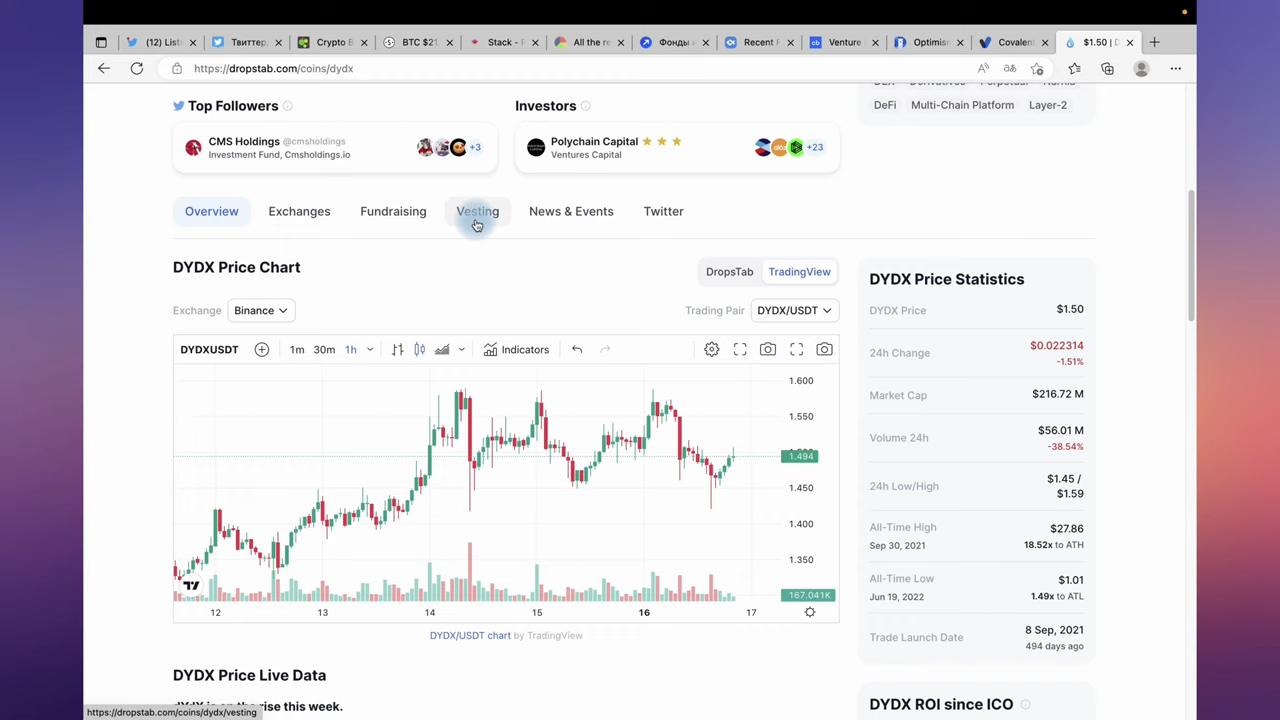 (12) List
Твиттер.
Crypto B
BTC $21,
Stack - F
All the re
Фонды и
Recent F
Venture
Optimisn
Covalent
$1.50 | D
https://dropstab.com/coins/dydx
Top Followers
CMS Holdings @cmsholdings
Investment Fund, Cmsholdings.io
+3
Investors
Polychain Capital
Ventures Capital
+23
DEX Derivatives Perpetual
DeFi Multi-Chain Platform Layer-2
Overview Exchanges Fundraising Vesting News & Events Twitter
DYDX Price Chart
DropsTab TradingView
Exchange Binance
Trading Pair DYDX/USDT
DYDXUSDT 1m 30m 1h Indicators
1.600
1.550
1.494
1.450
1.400
1.350
167.041K
12 13 14 15 16 17
DYDX/USDT chart by TradingView
DYDX Price Statistics
DYDX Price $1.50
24h Change $0.022314
-1.51%
Market Cap $216.72 M
Volume 24h $56.01 M
-38.54%
24h Low/High $1.45 /
$1.59
All-Time High $27.86
Sep 30, 2021 18.52x to ATH
All-Time Low $1.01
Jun 19, 2022 1.49x to ATL
Trade Launch Date 8 Sep, 2021
494 days ago
DYDX Price Live Data
dYdX is on the rise this week.
DYDX ROI since ICO
https://dropstab.com/coins/dydx/vesting